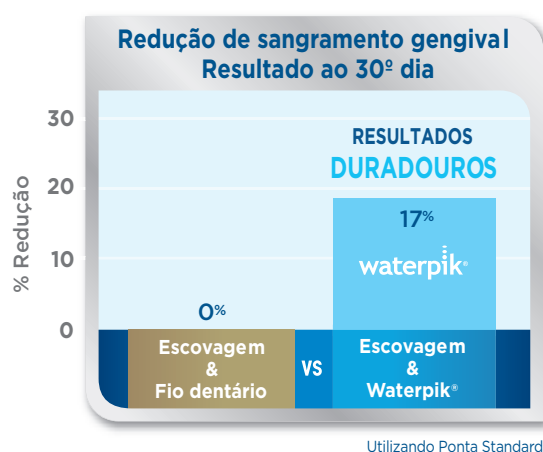 Redução de sangramento gengival
Resultado ao 30º dia
% Redução
30
20
10
0
RESULTADOS
DURADOUROS
17%
waterpik®
0%
Escovagem
&
Fio dentário
VS
Escovagem
&
Waterpik®
Utilizando Ponta Standard